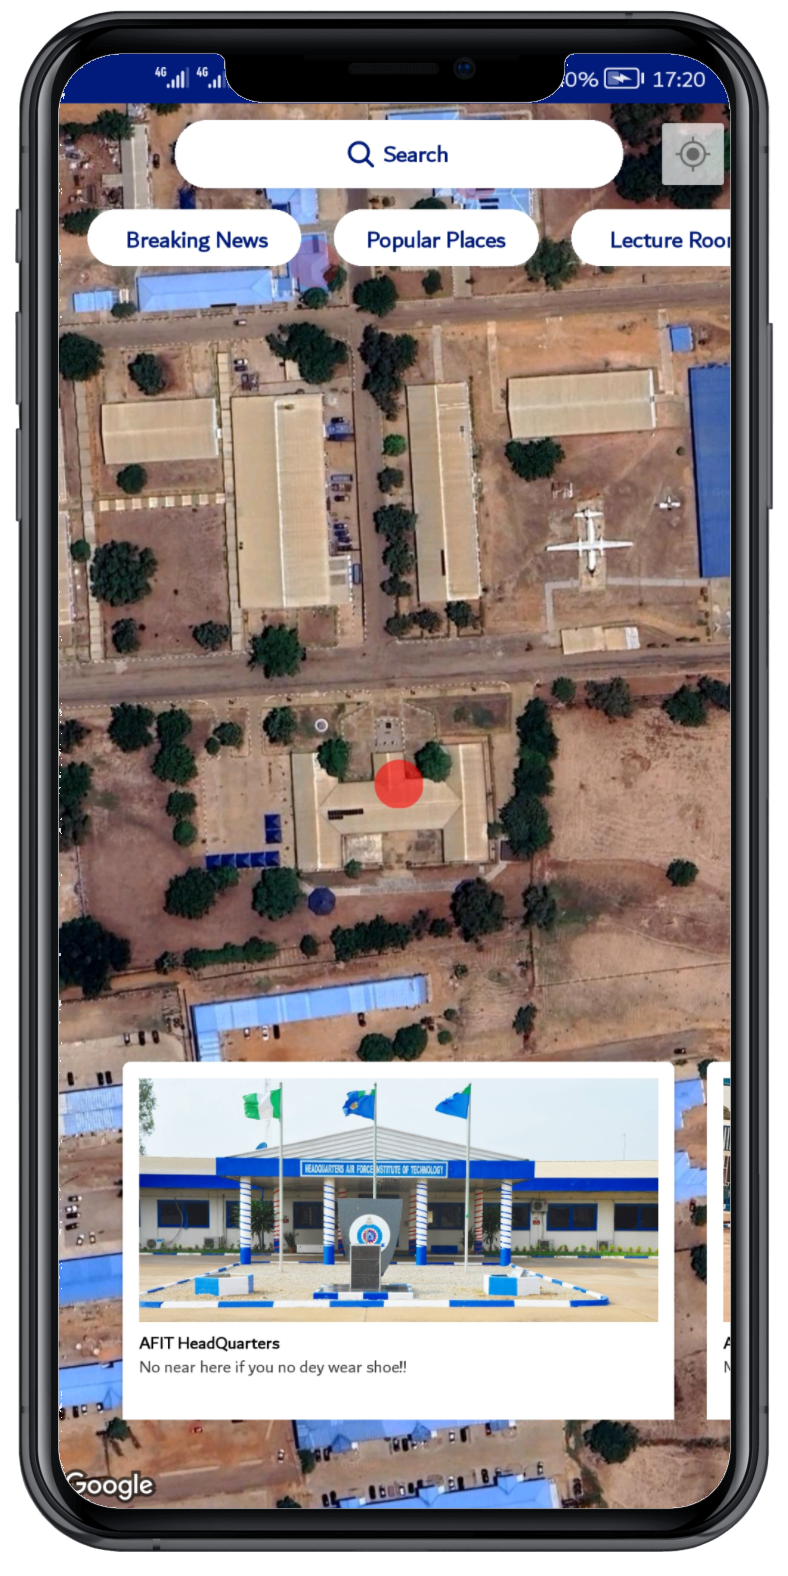 4G 4G 0% 17:20
Search
Breaking News Popular Places Lecture
HEADQUARTERS AIR FORCE INSTITUTE OF TECHNOLOGY
AFIT HeadQuarters
No near here if you no dey wear shoe!!
Google